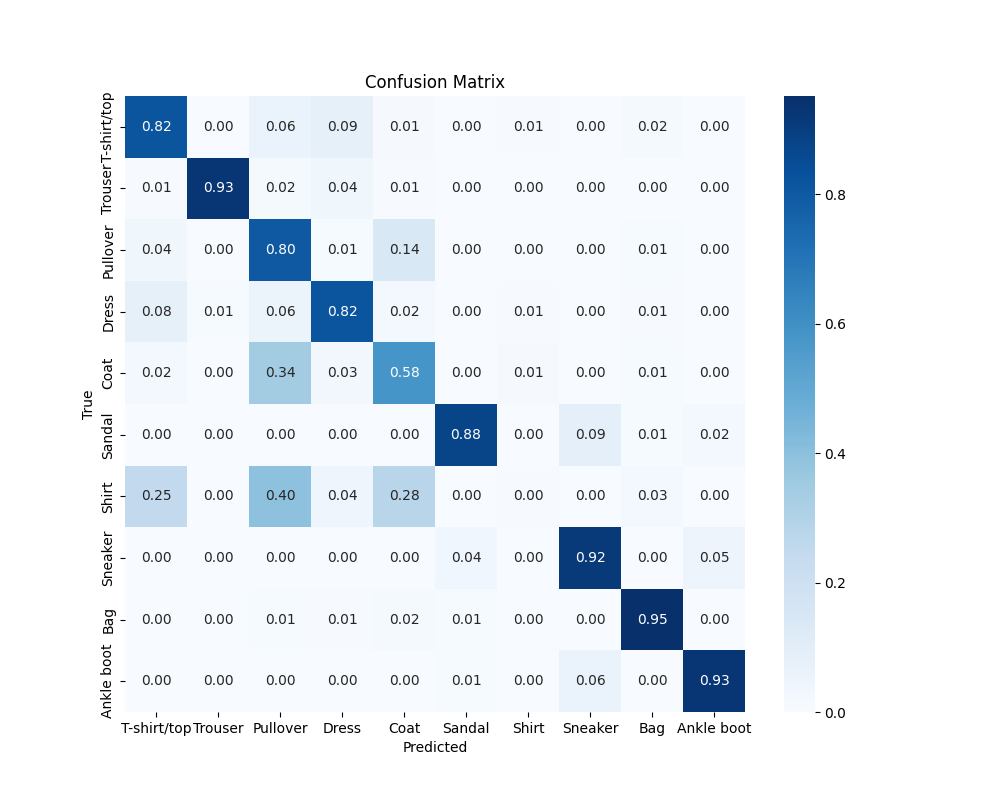 Confusion Matrix
True
T-shirt/top 0.82 0.00 0.06 0.09 0.01 0.00 0.01 0.00 0.02 0.00
Trouser 0.01 0.93 0.02 0.04 0.01 0.00 0.00 0.00 0.00 0.00
Pullover 0.04 0.00 0.80 0.01 0.14 0.00 0.00 0.00 0.01 0.00
Dress 0.08 0.01 0.06 0.82 0.02 0.00 0.01 0.00 0.01 0.00
Coat 0.02 0.00 0.34 0.03 0.58 0.00 0.01 0.00 0.01 0.00
Sandal 0.00 0.00 0.00 0.00 0.00 0.88 0.00 0.09 0.01 0.02
Shirt 0.25 0.00 0.40 0.04 0.28 0.00 0.00 0.00 0.03 0.00
Sneaker 0.00 0.00 0.00 0.00 0.00 0.04 0.00 0.92 0.00 0.05
Bag 0.00 0.00 0.01 0.01 0.02 0.01 0.00 0.00 0.95 0.00
Ankle boot 0.00 0.00 0.00 0.00 0.00 0.01 0.00 0.06 0.00 0.93
T-shirt/top Trouser Pullover Dress Coat Sandal Shirt Sneaker Bag Ankle boot
Predicted
0.8
0.6
0.4
0.2
0.0